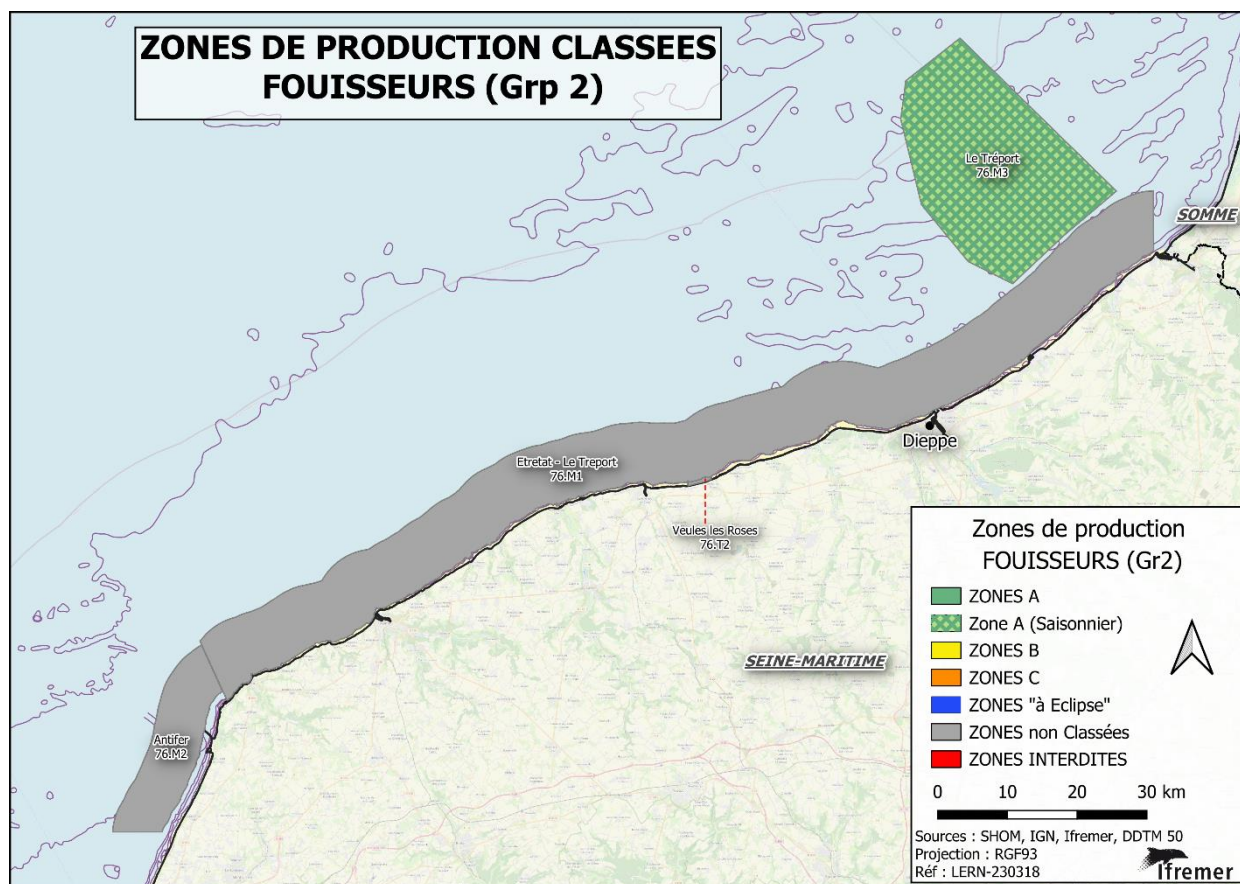 ZONES DE PRODUCTION CLASSEES
FOUISSEURS (Grp 2)
Le Tréport
76.M3
SOMME
Dieppe
Etretat - Le Treport
76.M1
Veules les Roses
76.T2
SEINE-MARITIME
Antifer
76.M2
Zones de production
FOUISSEURS (Gr2)
ZONES A
Zone A (Saisonnier)
ZONES B
ZONES C
ZONES "à Eclipse"
ZONES non Classées
ZONES INTERDITES
0 10 20 30 km
Sources : SHOM, IGN, Ifremer, DDTM 50
Projection : RGF93
Réf : LERN-230318
Ifremer